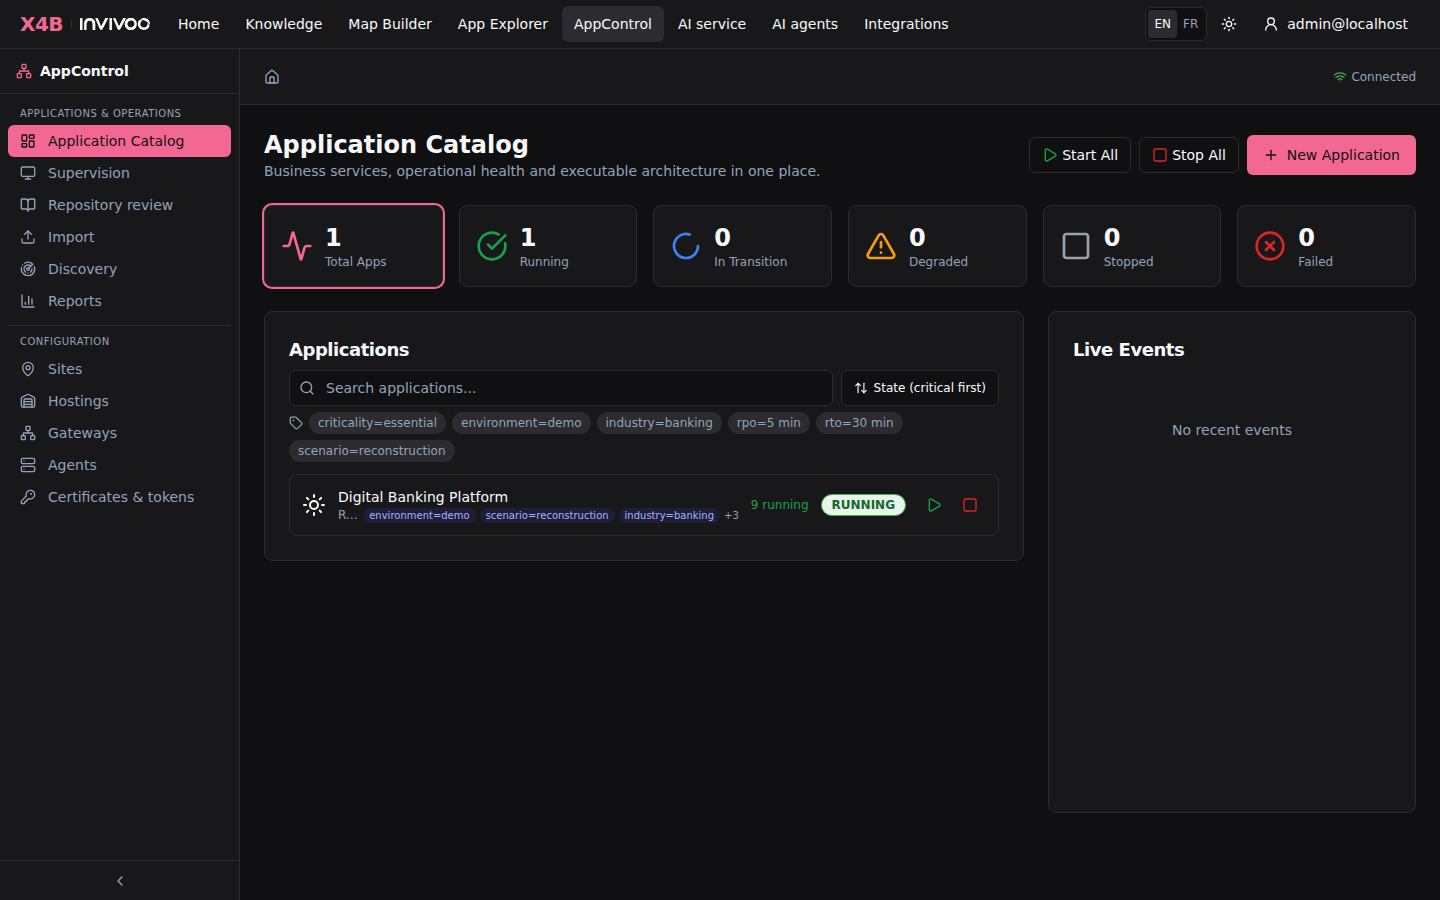 X4B INVIVOO Home Knowledge Map Builder App Explorer AppControl AI service AI agents Integrations EN FR admin@localhost
AppControl
Connected
APPLICATIONS & OPERATIONS
Application Catalog
Supervision
Repository review
Import
Discovery
Reports
CONFIGURATION
Sites
Hostings
Gateways
Agents
Certificates & tokens
Application Catalog
Business services, operational health and executable architecture in one place.
Start All Stop All New Application
1
Total Apps
1
Running
0
In Transition
0
Degraded
0
Stopped
0
Failed
Applications
Search applications...
State (critical first)
criticality=essential environment=demo industry=banking rpo=5 min rto=30 min
scenario=reconstruction
Digital Banking Platform
R... environment=demo scenario=reconstruction industry=banking +3
9 running RUNNING
Live Events
No recent events